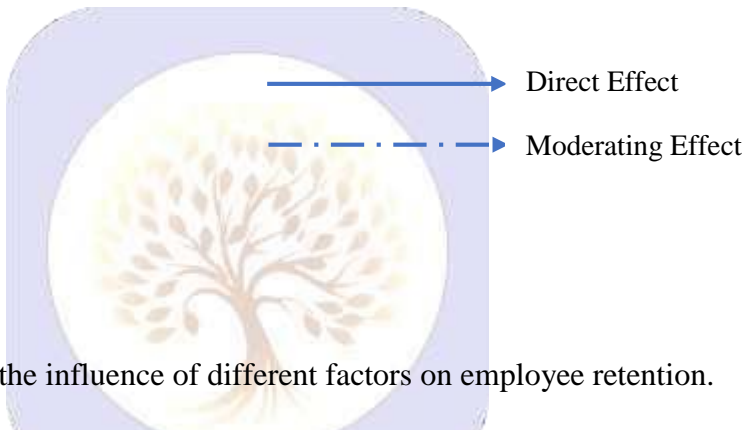 Direct Effect
Moderating Effect
the influence of different factors on employee retention.